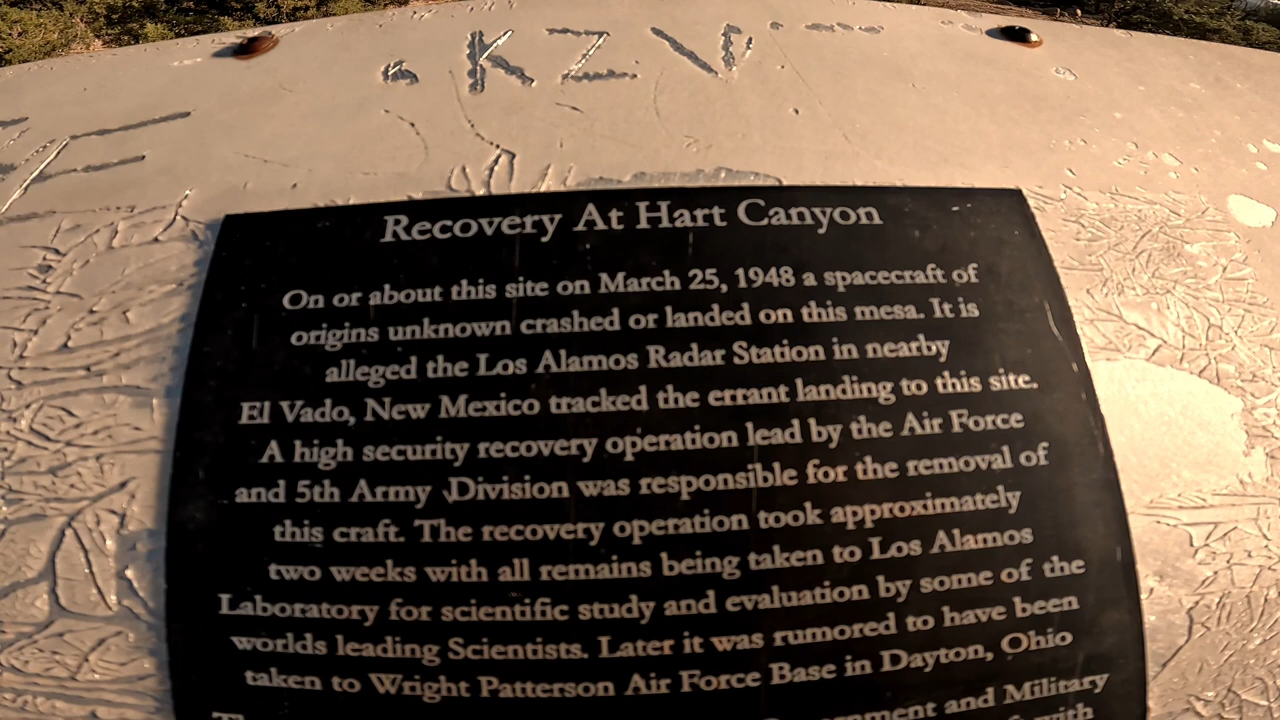 KZV
E
Recovery At Hart Canyon
On or about this site on March 25, 1948 a spacecraft of
origins unknown crashed or landed on this mesa. It is
alleged the Los Alamos Radar Station in nearby
El Vado, New Mexico tracked the errant landing to this site.
A high security recovery operation lead by the Air Force
and 5th Army Division was responsible for the removal of
this craft. The recovery operation took approximately
two weeks with all remains being taken to Los Alamos
Laboratory for scientific study and evaluation by some of the
worlds leading Scientists. Later it was rumored to have been
taken to Wright Patterson Air Force Base in Dayton, Ohio
and Military
with